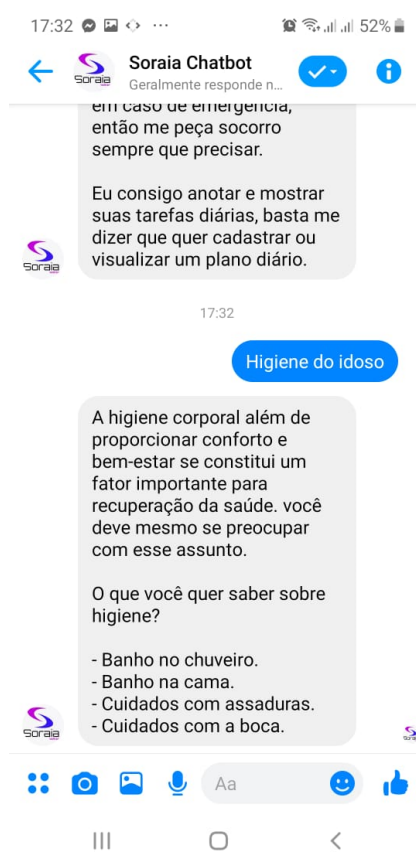 17:32
52%
Soraia Chatbot
Geralmente responde n...
Soraia
em caso de emergência,
então me peça socorro
sempre que precisar.
Eu consigo anotar e mostrar
suas tarefas diárias, basta me
dizer que quer cadastrar ou
visualizar um plano diário.
Soraia
17:32
Higiene do idoso
A higiene corporal além de
proporcionar conforto e
bem-estar se constitui um
fator importante para
recuperação da saúde. você
deve mesmo se preocupar
com esse assunto.
O que você quer saber sobre
higiene?
- Banho no chuveiro.
- Banho na cama.
- Cuidados com assaduras.
- Cuidados com a boca.
Soraia
Aa